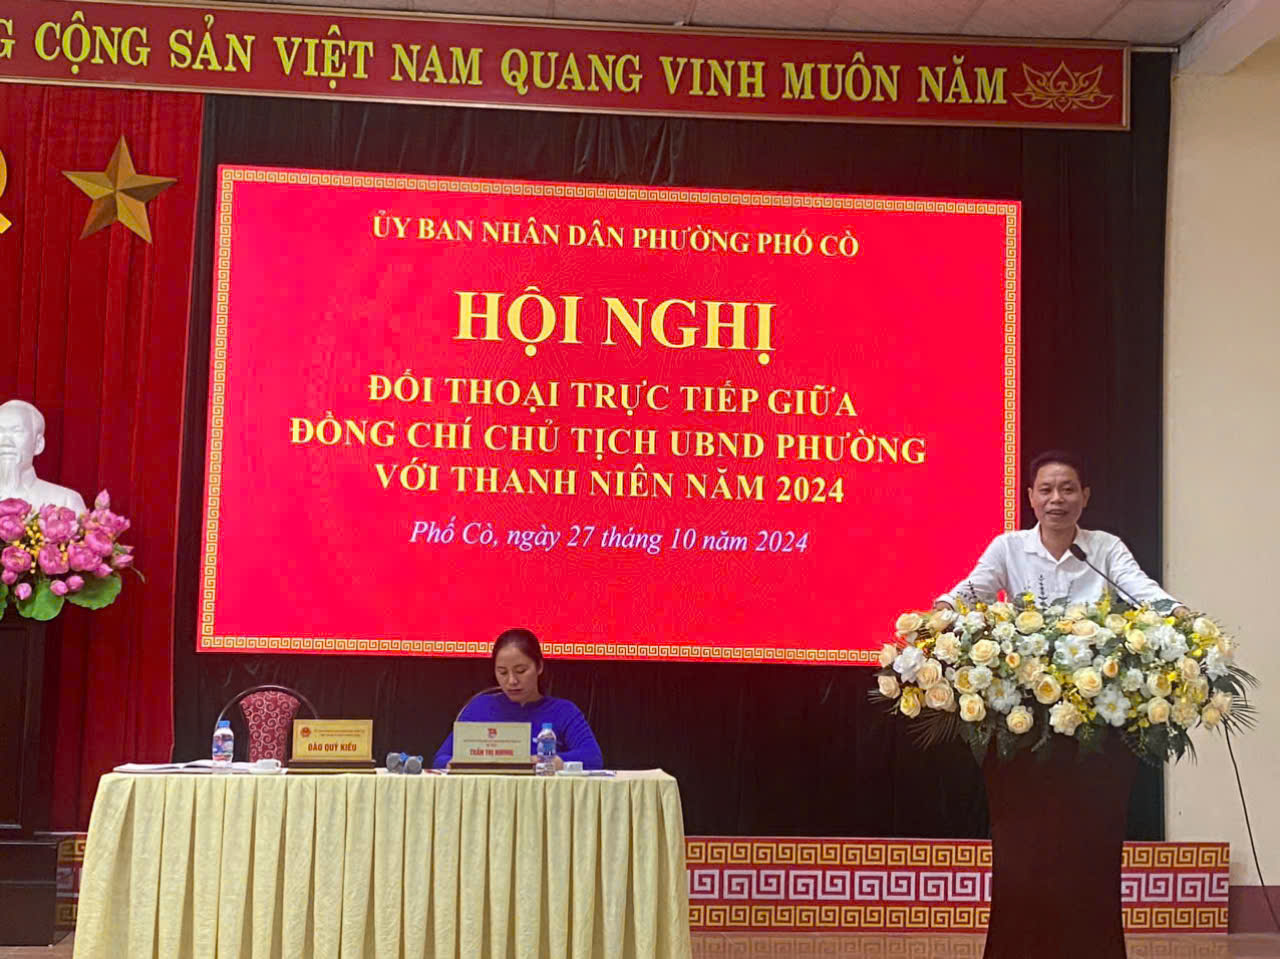 G CỘNG SẢN VIỆT NAM QUANG VINH MUÔN NĂM
ỦY BAN NHÂN DÂN PHƯỜNG PHỐ CÒ
HỘI NGHỊ
ĐỐI THOẠI TRỰC TIẾP GIỮA
ĐỒNG CHÍ CHỦ TỊCH UBND PHƯỜNG
VỚI THANH NIÊN NĂM 2024
Phố Cò, ngày 27 tháng 10 năm 2024
ĐÀO QUÝ KIỀU
TRẦN THỊ